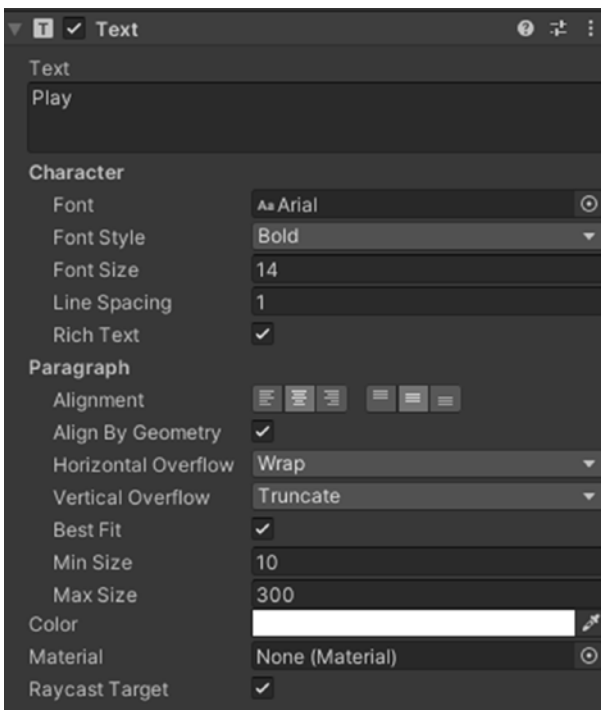 Text
Text
Play
Character
Font Arial
Font Style Bold
Font Size 14
Line Spacing 1
Rich Text
Paragraph
Alignment
Align By Geometry
Horizontal Overflow Wrap
Vertical Overflow Truncate
Best Fit
Min Size 10
Max Size 300
Color
Material None (Material)
Raycast Target